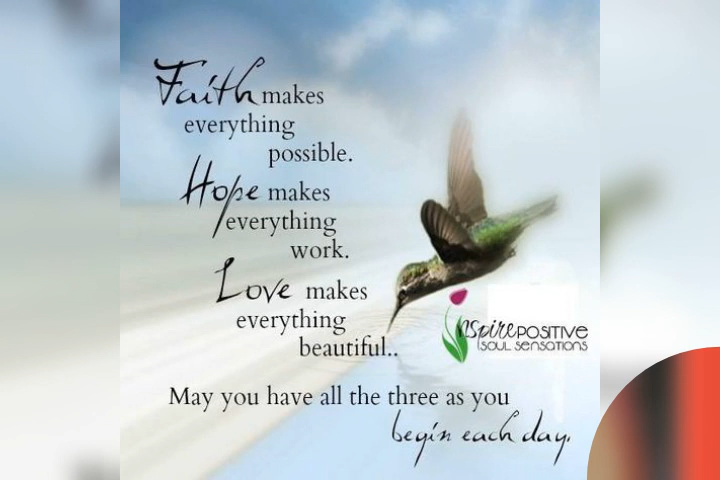 Faith makes
everything
possible.
Hope makes
everything
work.
Love makes
everything
beautiful..
nspire POSITIVE
SOUL SENSATIONS
May you have all the three as you
begin each day.